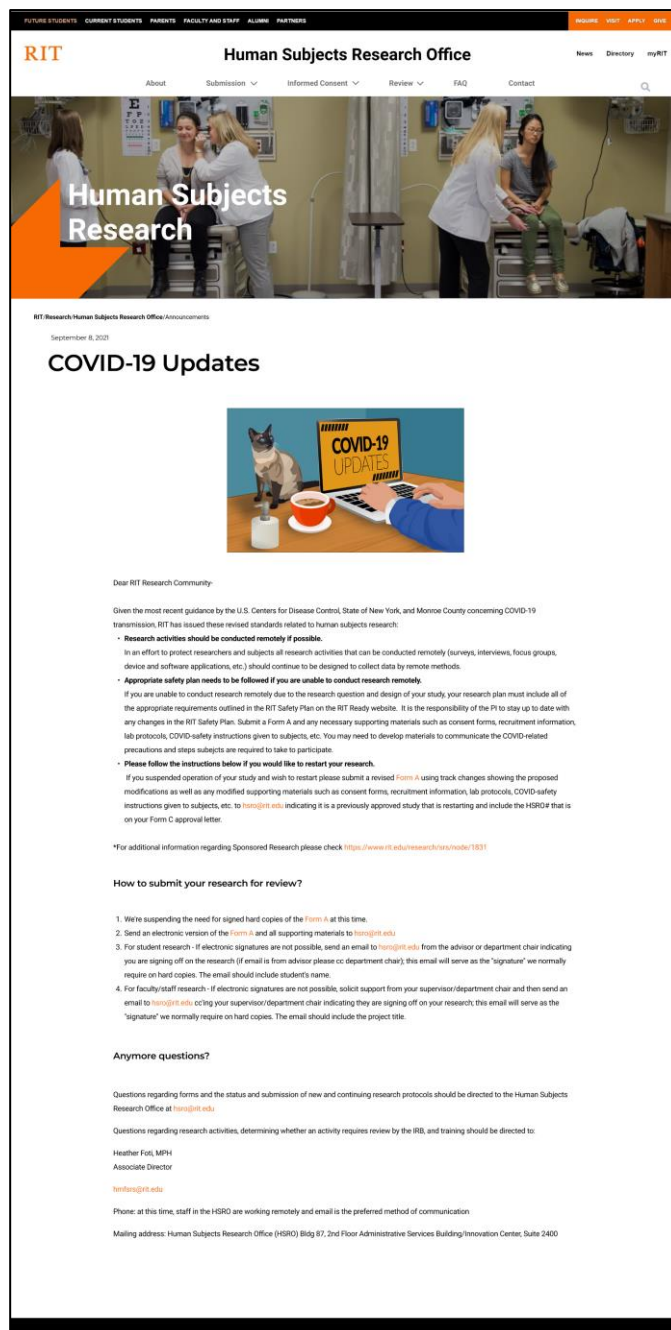 FUTURE STUDENTS CURRENT STUDENTS PARENTS FACULTY AND STAFF ALUMNI PARTNERS INQUIRE VISIT APPLY GIVE
RIT Human Subjects Research Office News Directory myRIT
About Submission Informed Consent Review FAQ Contact
Human Subjects
Research
RIT/Research/Human Subjects Research Office/Announcements
September 8, 2021
COVID-19 Updates
COVID-19
UPDATES
Dear RIT Research Community-
Given the most recent guidance by the U.S. Centers for Disease Control, State of New York, and Monroe County concerning COVID-19
transmission, RIT has issued these revised standards related to human subjects research:
• Research activities should be conducted remotely if possible.
In an effort to protect researchers and subjects all research activities that can be conducted remotely (surveys, interviews, focus groups,
device and software applications, etc.) should continue to be designed to collect data by remote methods.
• Appropriate safety plan needs to be followed if you are unable to conduct research remotely.
If you are unable to conduct research remotely due to the research question and design of your study, your research plan must include all of
the appropriate requirements outlined in the RIT Safety Plan on the RIT Ready website. It is the responsibility of the PI to stay up to date with
any changes in the RIT Safety Plan. Submit a Form A and any necessary supporting materials such as consent forms, recruitment information,
lab protocols, COVID-safety instructions given to subjects, etc. You may need to develop materials to communicate the COVID-related
precautions and steps subejcts are required to take to participate.
• Please follow the instructions below if you would like to restart your research.
If you suspended operation of your study and wish to restart please submit a revised Form A using track changes showing the proposed
modifications as well as any modified supporting materials such as consent forms, recruitment information, lab protocols, COVID-safety
instructions given to subjects, etc. to hsro@rit.edu indicating it is a previously approved study that is restarting and include the HSRO# that is
on your Form C approval letter.
*For additional information regarding Sponsored Research please check https://www.rit.edu/research/srs/node/1831
How to submit your research for review?
1. We're suspending the need for signed hard copies of the Form A at this time.
2. Send an electronic version of the Form A and all supporting materials to hsro@rit.edu
3. For student research - If electronic signatures are not possible, send an email to hsro@rit.edu from the advisor or department chair indicating
you are signing off on the research (if email is from advisor please cc department chair); this email will serve as the "signature" we normally
require on hard copies. The email should include student's name.
4. For faculty/staff research - If electronic signatures are not possible, solicit support from your supervisor/department chair and then send an
email to hsro@rit.edu cc'ing your supervisor/department chair indicating they are signing off on your research; this email will serve as the
"signature" we normally require on hard copies. The email should include the project title.
Anymore questions?
Questions regarding forms and the status and submission of new and continuing research protocols should be directed to the Human Subjects
Research Office at hsro@rit.edu
Questions regarding research activities, determining whether an activity requires review by the IRB, and training should be directed to:
Heather Foti, MPH
Associate Director
hmfsrs@rit.edu
Phone: at this time, staff in the HSRO are working remotely and email is the preferred method of communication
Mailing address: Human Subjects Research Office (HSRO) Bldg 87, 2nd Floor Administrative Services Building/Innovation Center, Suite 2400